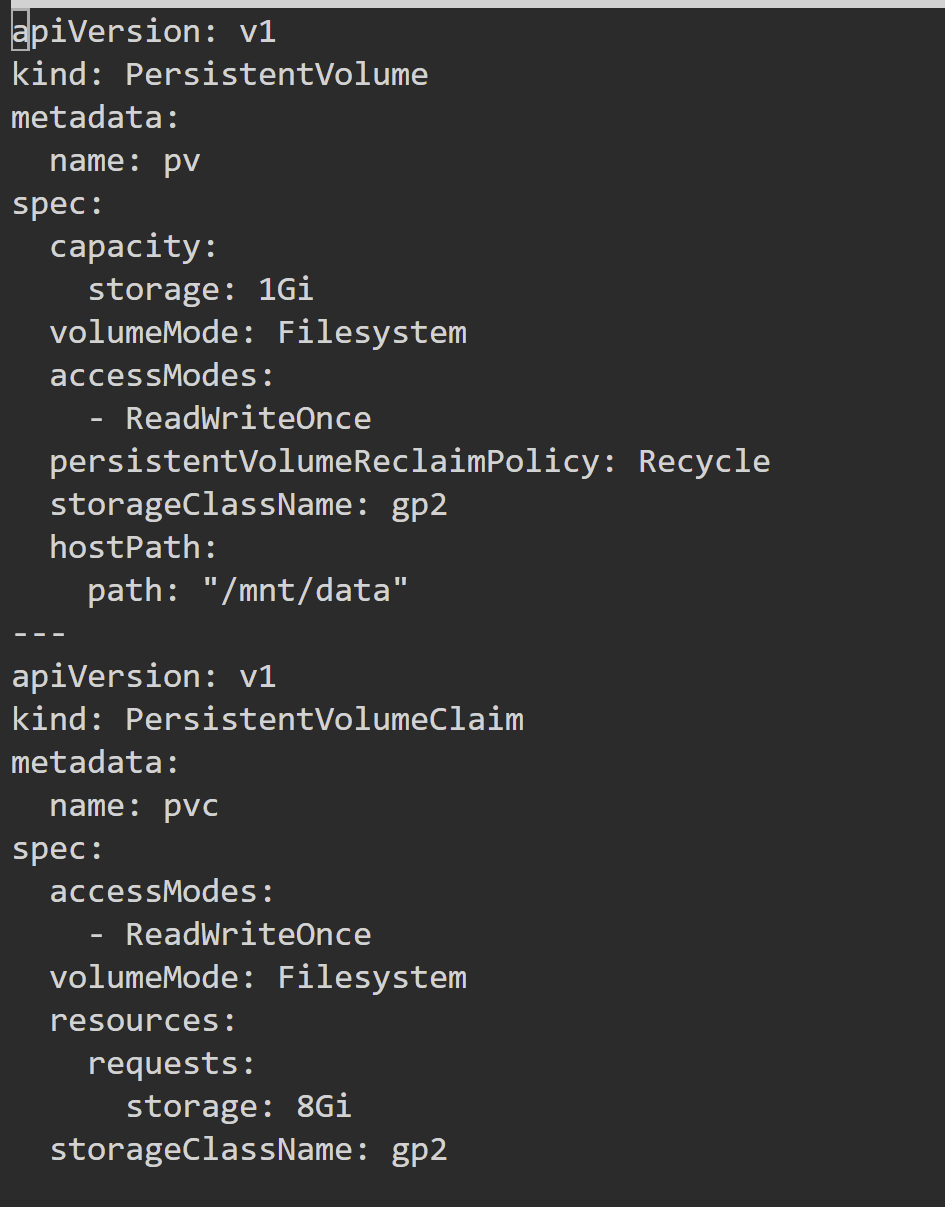 apiVersion: v1
kind: PersistentVolume
metadata:
  name: pv
spec:
  capacity:
    storage: 1Gi
  volumeMode: Filesystem
  accessModes:
    - ReadWriteOnce
  persistentVolumeReclaimPolicy: Recycle
  storageClassName: gp2
  hostPath:
    path: "/mnt/data"
---
apiVersion: v1
kind: PersistentVolumeClaim
metadata:
  name: pvc
spec:
  accessModes:
    - ReadWriteOnce
  volumeMode: Filesystem
  resources:
    requests:
      storage: 8Gi
  storageClassName: gp2